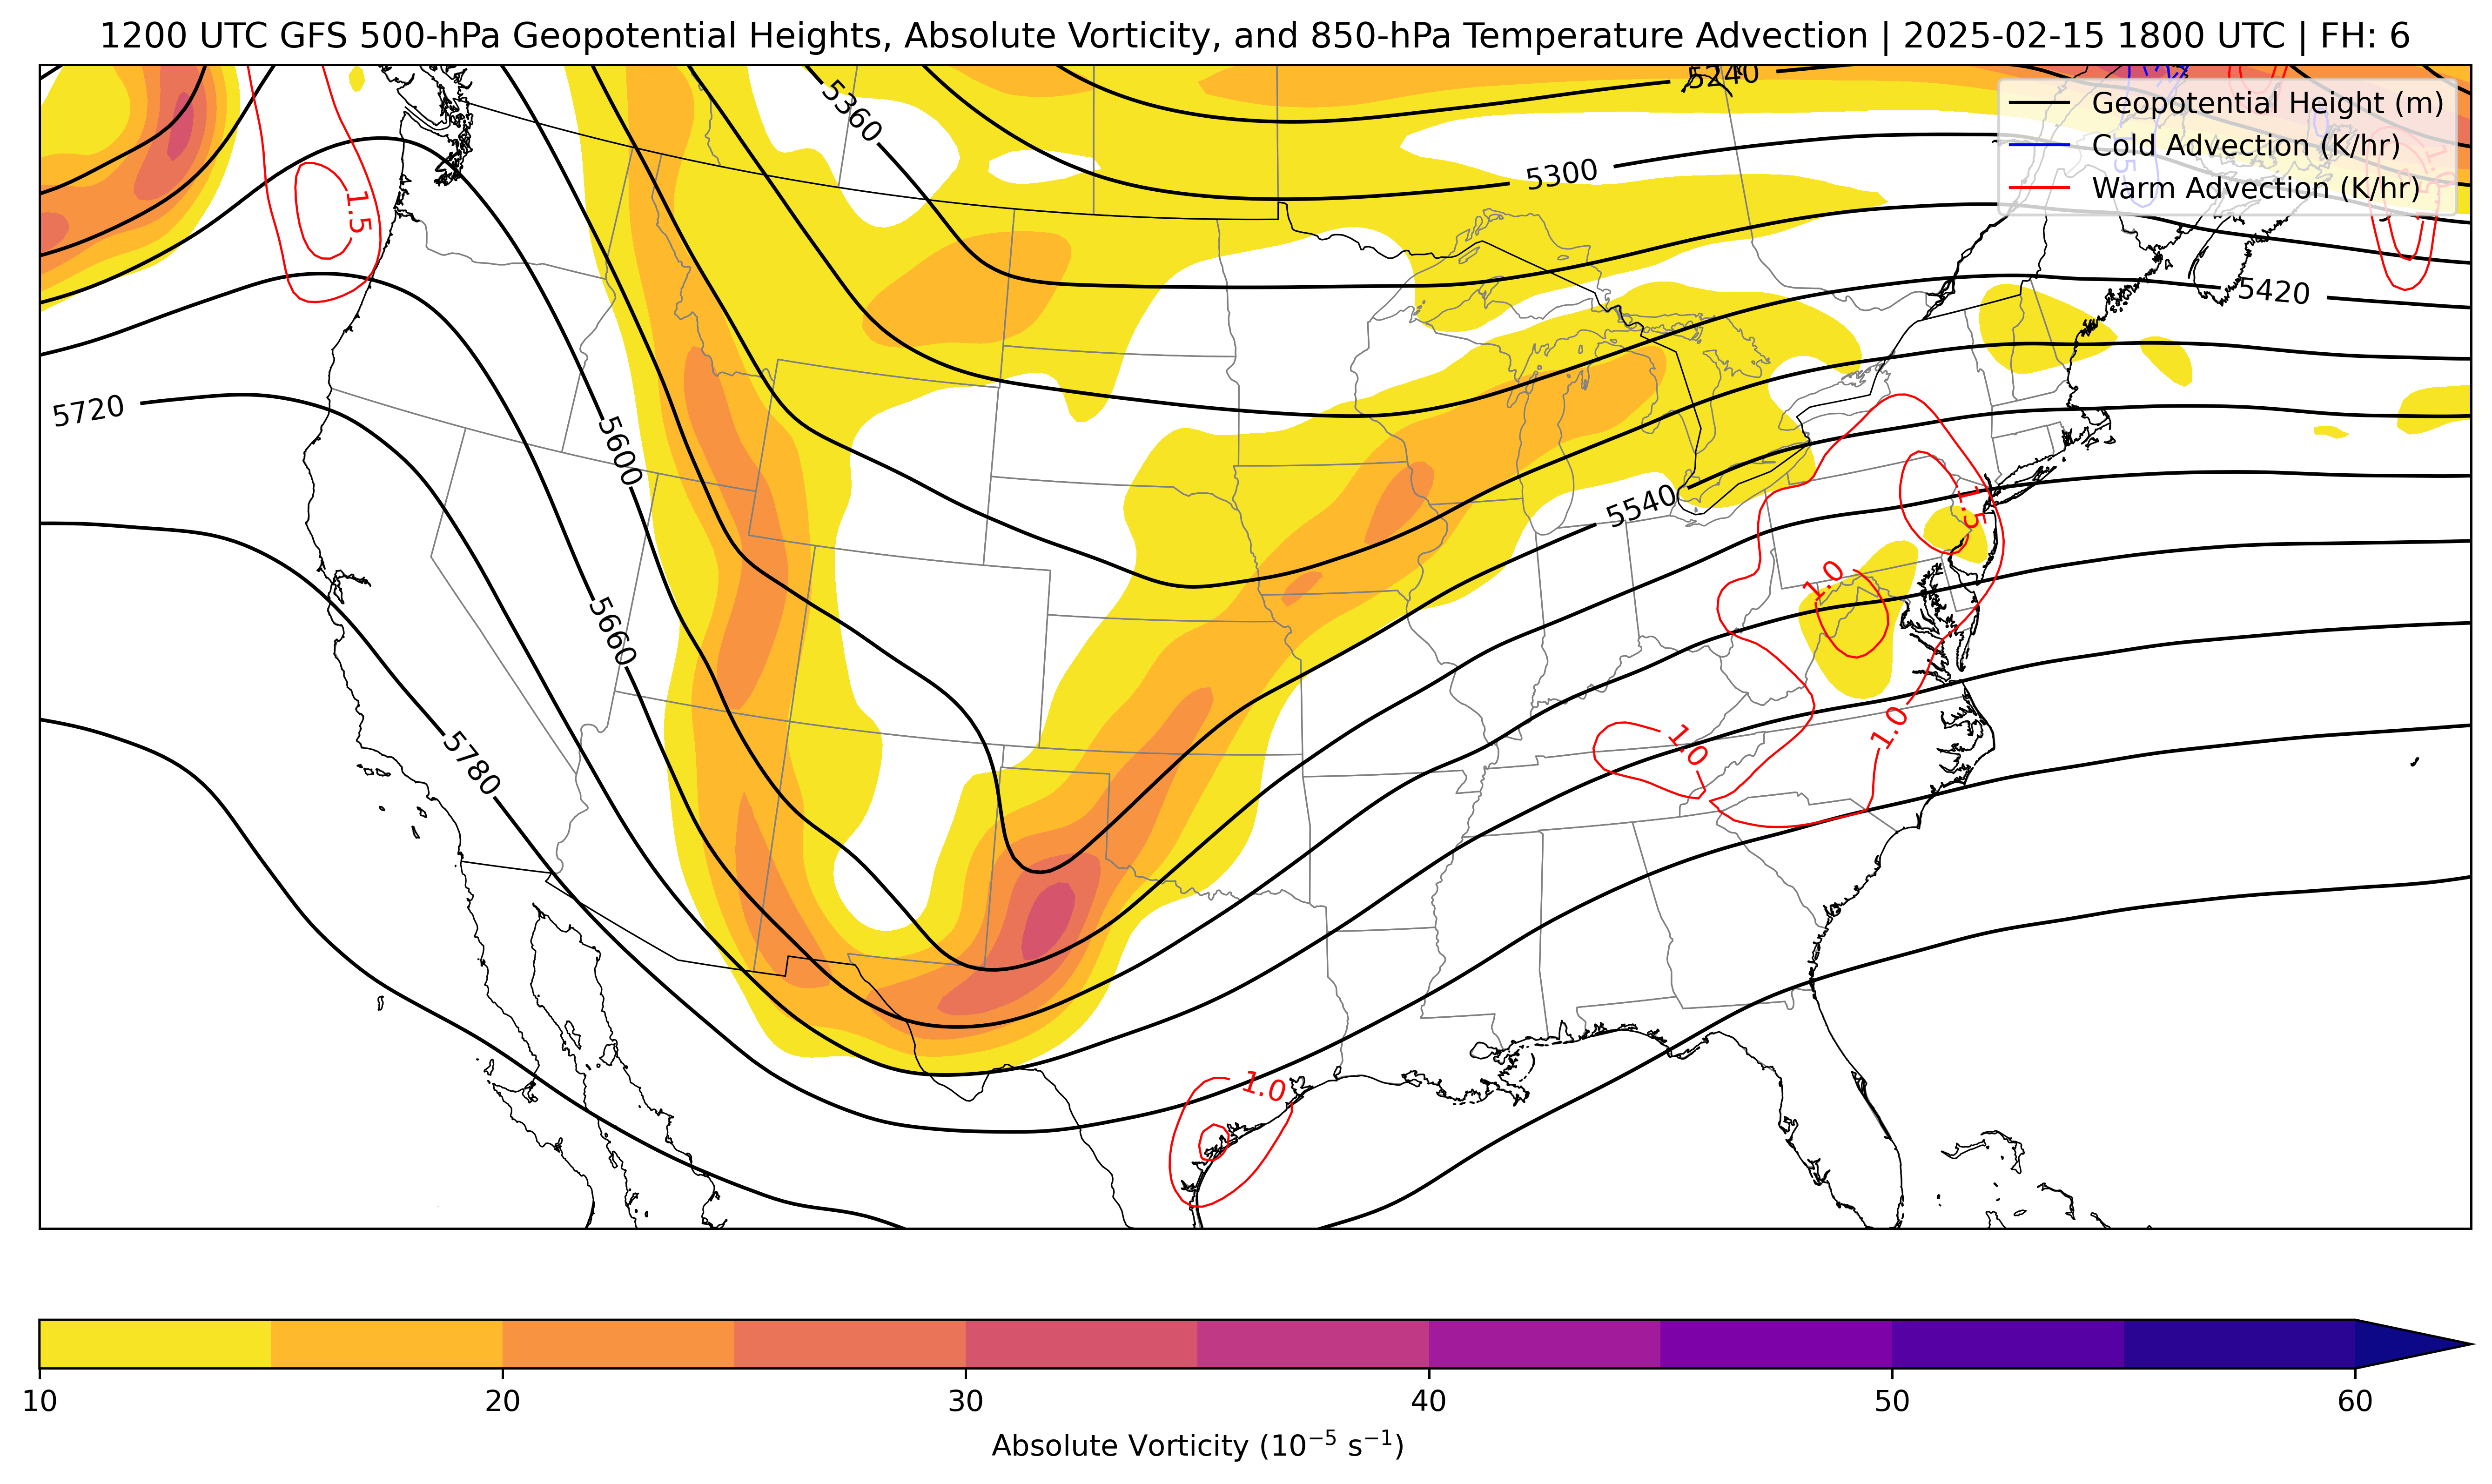 1200 UTC GFS 500-hPa Geopotential Heights, Absolute Vorticity, and 850-hPa Temperature Advection | 2025-02-15 1800 UTC | FH: 6
5240
5360
Geopotential Height (m)
Cold Advection (K/hr)
Warm Advection (K/hr)
5300
1.5
5420
5720
5600
5540
1.5
1.0
5660
1.0
1.0
5780
1.0
10 20 30 40 50 60
Absolute Vorticity (10⁻⁵ s⁻¹)